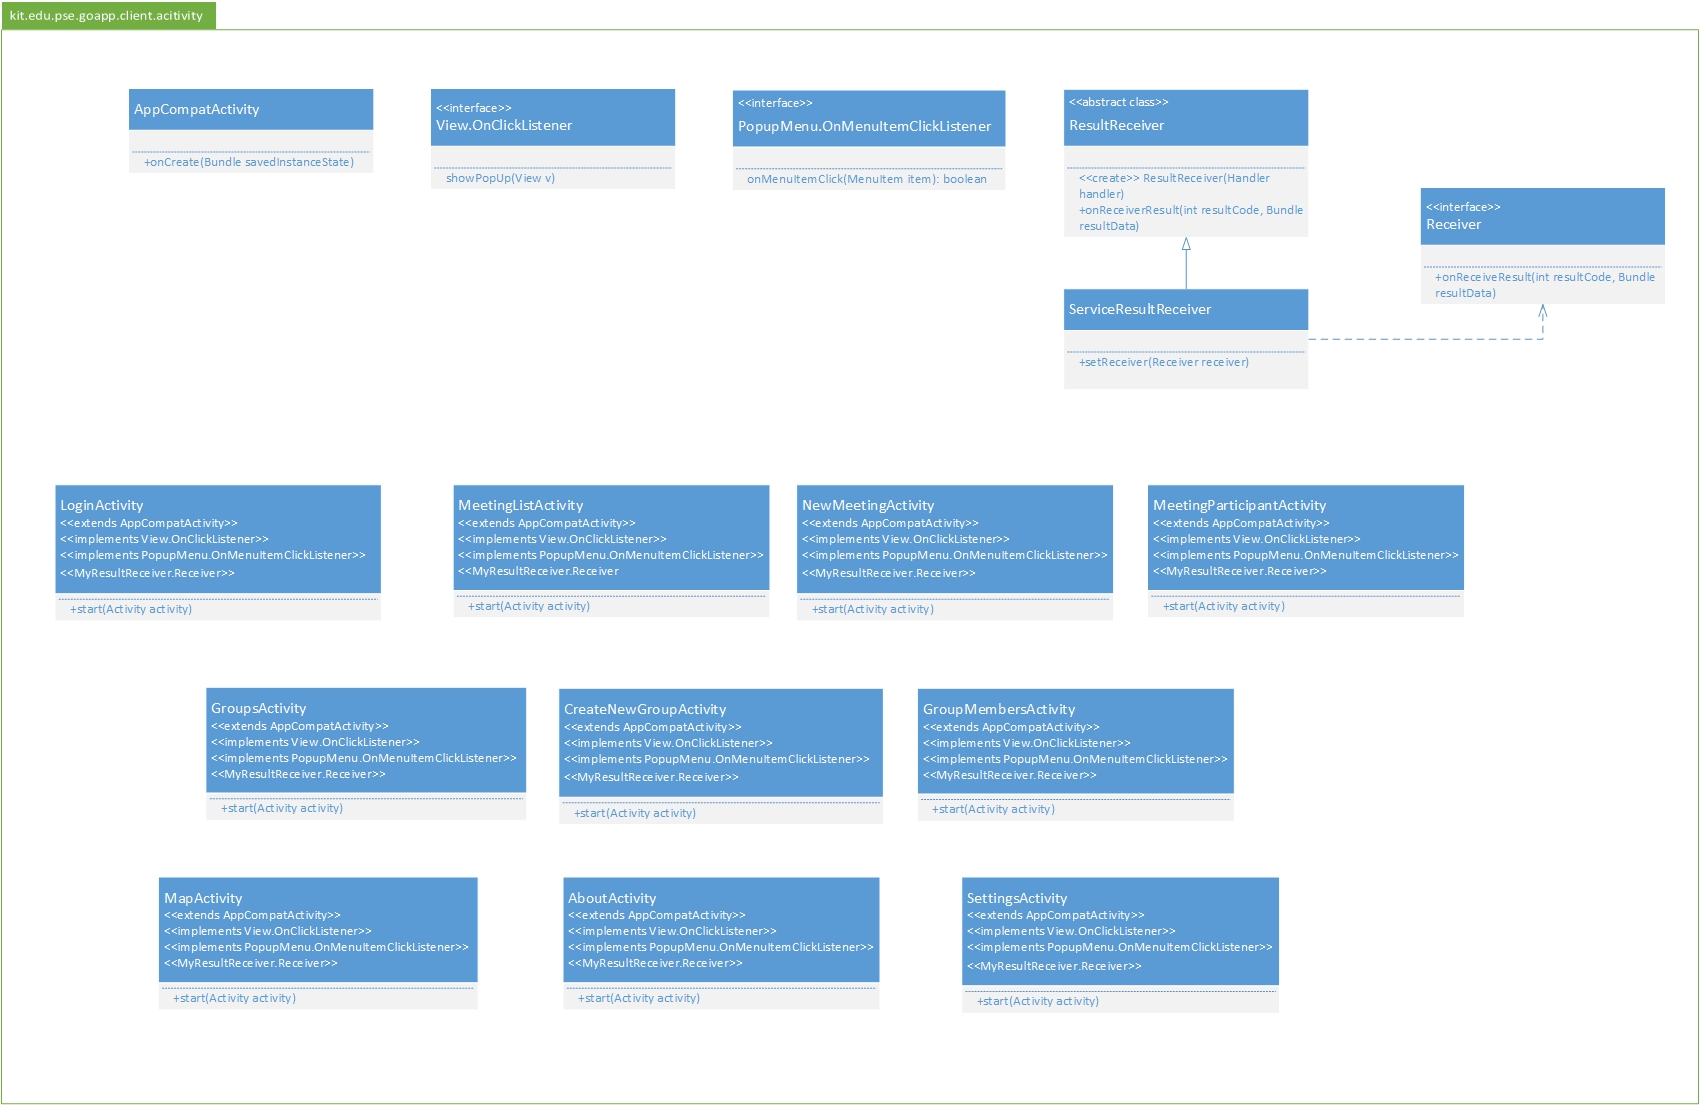 kit.edu.pse.goapp.client.acitivity
AppCompatActivity
+onCreate(Bundle savedInstanceState)
<<interface>>
View.OnClickListener
showPopUp(View v)
<<interface>>
PopupMenu.OnMenuItemClickListener
onMenuItemClick(MenuItem item): boolean
<<abstract class>>
ResultReceiver
<<create>> ResultReceiver(Handler
handler)
+onReceiverResult(int resultCode, Bundle
resultData)
<<interface>>
Receiver
+onReceiveResult(int resultCode, Bundle
resultData)
ServiceResultReceiver
+setReceiver(Receiver receiver)
LoginActivity
<<extends AppCompatActivity>>
<<implements View.OnClickListener>>
<<implements PopupMenu.OnMenuItemClickListener>>
<<MyResultReceiver.Receiver>>
+start(Activity activity)
MeetingListActivity
<<extends AppCompatActivity>>
<<implements View.OnClickListener>>
<<implements PopupMenu.OnMenuItemClickListener>>
<<MyResultReceiver.Receiver
+start(Activity activity)
NewMeetingActivity
<<extends AppCompatActivity>>
<<implements View.OnClickListener>>
<<implements PopupMenu.OnMenuItemClickListener>>
<<MyResultReceiver.Receiver>>
+start(Activity activity)
MeetingParticipantActivity
<<extends AppCompatActivity>>
<<implements View.OnClickListener>>
<<implements PopupMenu.OnMenuItemClickListener>>
<<MyResultReceiver.Receiver>>
+start(Activity activity)
GroupsActivity
<<extends AppCompatActivity>>
<<implements View.OnClickListener>>
<<implements PopupMenu.OnMenuItemClickListener>>
<<MyResultReceiver.Receiver>>
+start(Activity activity)
CreateNewGroupActivity
<<extends AppCompatActivity>>
<<implements View.OnClickListener>>
<<implements PopupMenu.OnMenuItemClickListener>>
<<MyResultReceiver.Receiver>>
+start(Activity activity)
GroupMembersActivity
<<extends AppCompatActivity>>
<<implements View.OnClickListener>>
<<implements PopupMenu.OnMenuItemClickListener>>
<<MyResultReceiver.Receiver>>
+start(Activity activity)
MapActivity
<<extends AppCompatActivity>>
<<implements View.OnClickListener>>
<<implements PopupMenu.OnMenuItemClickListener>>
<<MyResultReceiver.Receiver>>
+start(Activity activity)
AboutActivity
<<extends AppCompatActivity>>
<<implements View.OnClickListener>>
<<implements PopupMenu.OnMenuItemClickListener>>
<<MyResultReceiver.Receiver>>
+start(Activity activity)
SettingsActivity
<<extends AppCompatActivity>>
<<implements View.OnClickListener>>
<<implements PopupMenu.OnMenuItemClickListener>>
<<MyResultReceiver.Receiver>>
+start(Activity activity)